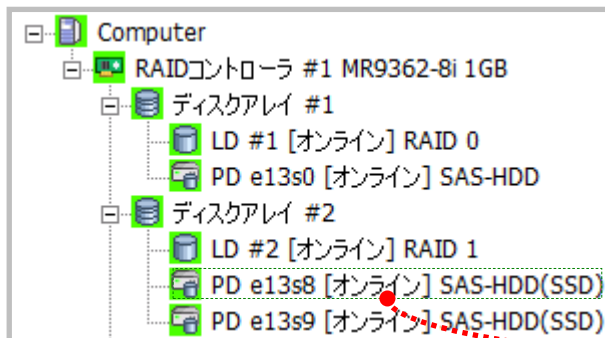 Computer
RAIDコントローラ #1 MR9362-8i 1GB
ディスクアレイ #1
LD #1 [オンライン] RAID 0
PD e13s0 [オンライン] SAS-HDD
ディスクアレイ #2
LD #2 [オンライン] RAID 1
PD e13s8 [オンライン] SAS-HDD(SSD)
PD e13s9 [オンライン] SAS-HDD(SSD)